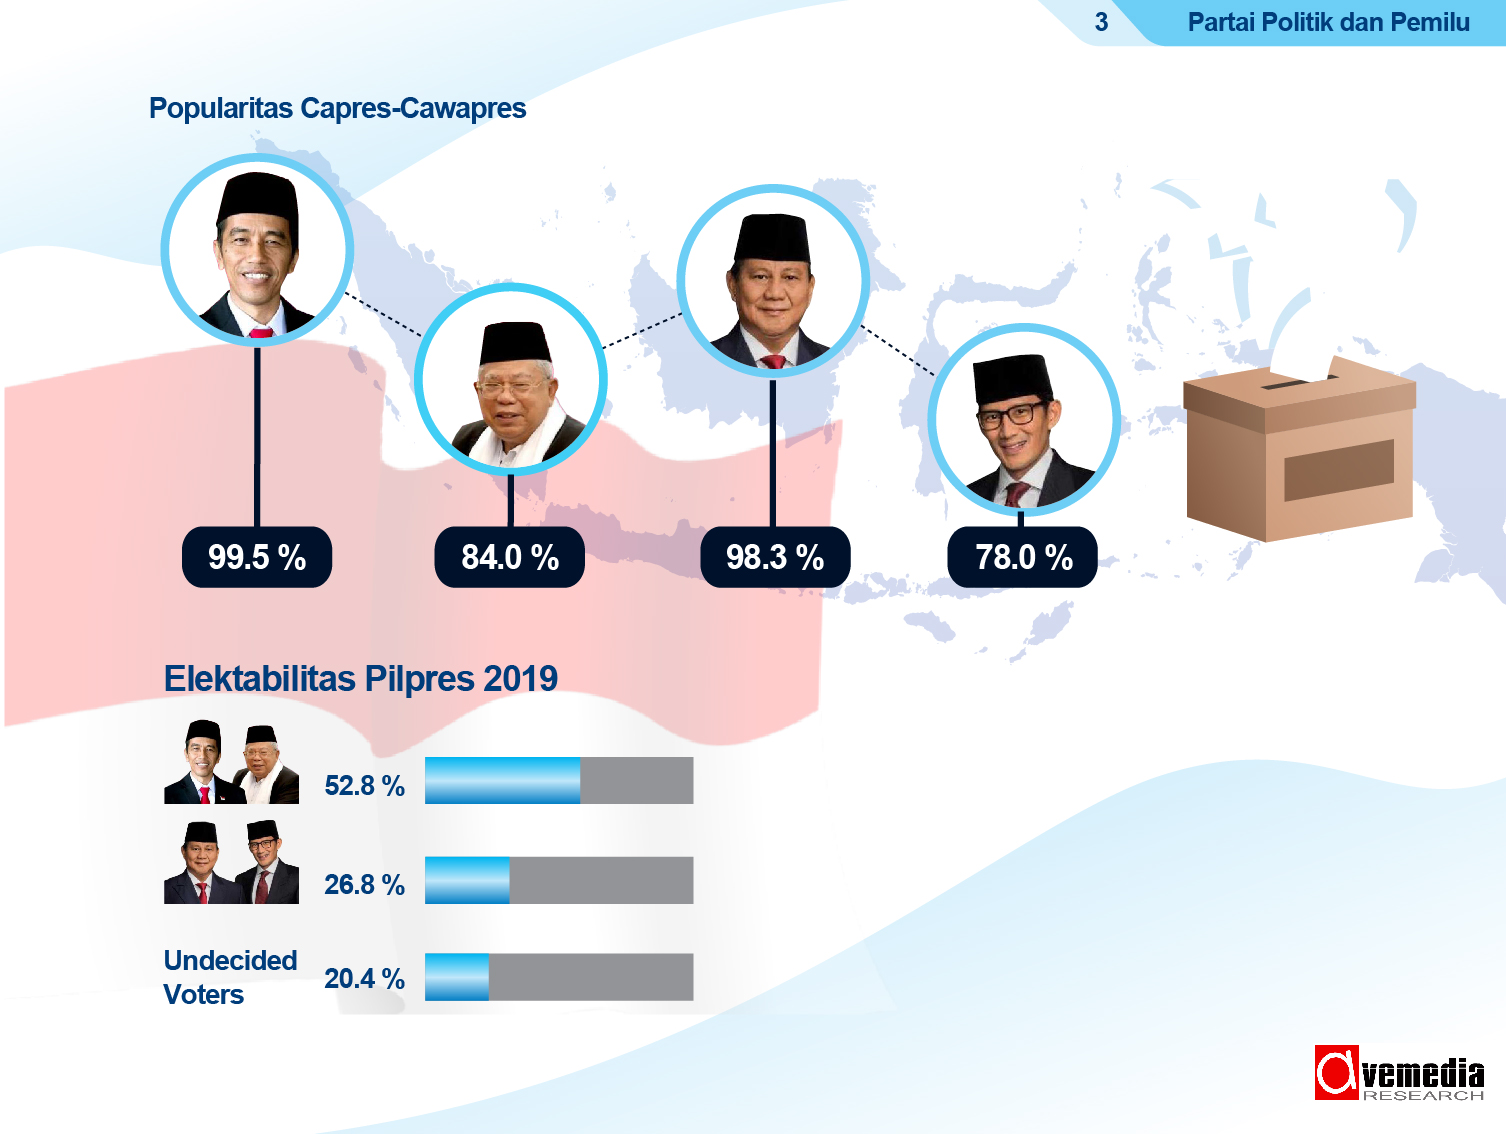 3 Partai Politik dan Pemilu
Popularitas Capres-Cawapres
99.5 %
84.0 %
98.3 %
78.0 %
Elektabilitas Pilpres 2019
52.8 %
26.8 %
Undecided
Voters
20.4 %
avemedia
RESEARCH